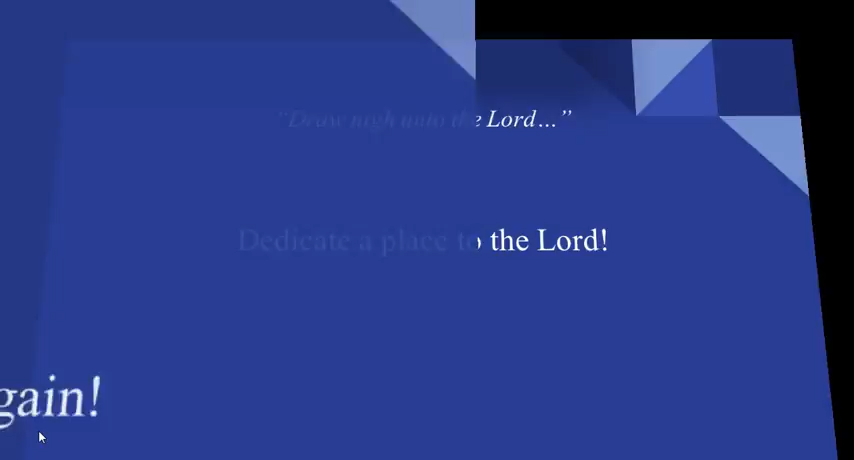 “Draw nigh unto the Lord…”
Dedicate a place to the Lord!
gain!